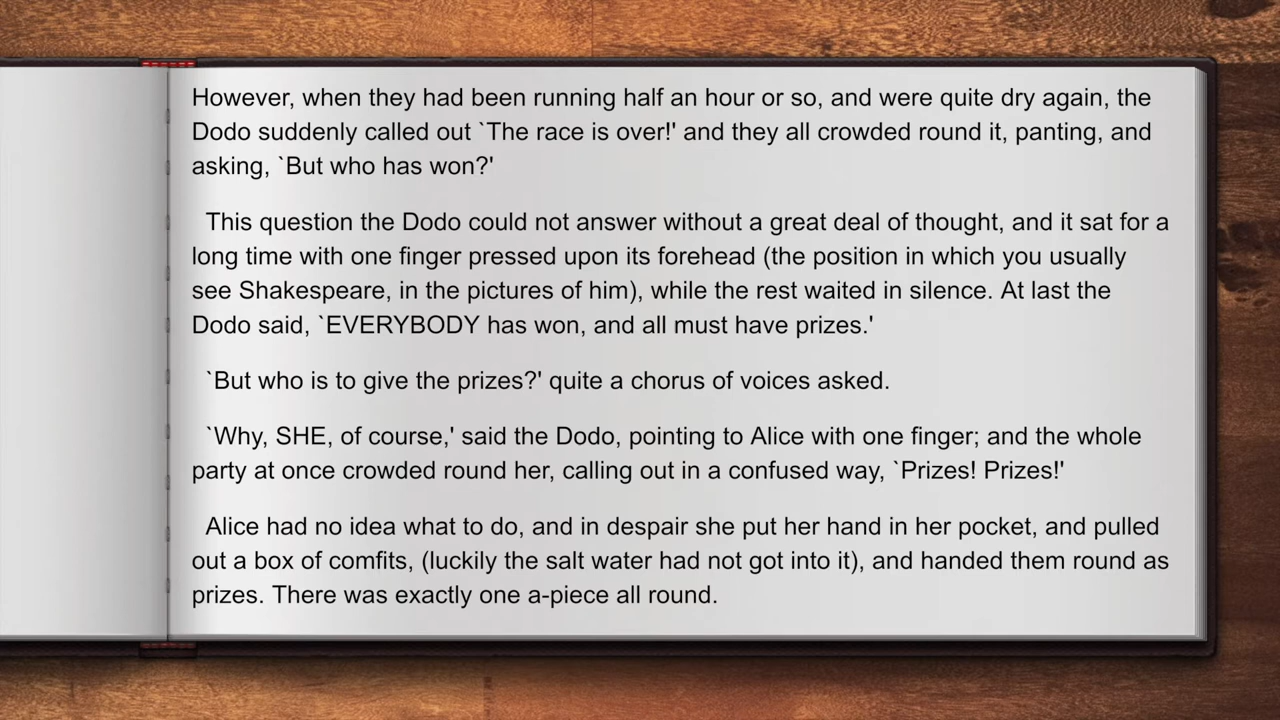 However, when they had been running half an hour or so, and were quite dry again, the
Dodo suddenly called out `The race is over!' and they all crowded round it, panting, and
asking, `But who has won?'
This question the Dodo could not answer without a great deal of thought, and it sat for a
long time with one finger pressed upon its forehead (the position in which you usually
see Shakespeare, in the pictures of him), while the rest waited in silence. At last the
Dodo said, `EVERYBODY has won, and all must have prizes.'
`But who is to give the prizes?' quite a chorus of voices asked.
`Why, SHE, of course,' said the Dodo, pointing to Alice with one finger; and the whole
party at once crowded round her, calling out in a confused way, `Prizes! Prizes!'
Alice had no idea what to do, and in despair she put her hand in her pocket, and pulled
out a box of comfits, (luckily the salt water had not got into it), and handed them round as
prizes. There was exactly one a-piece all round.